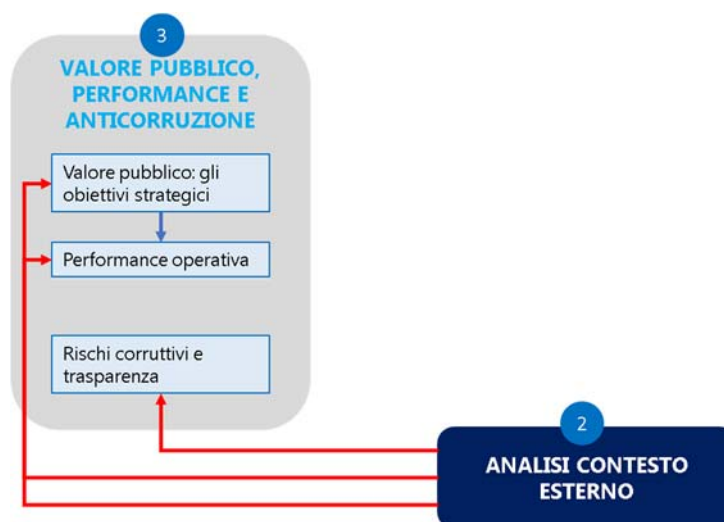 3
VALORE PUBBLICO,
PERFORMANCE E
ANTICORRUZIONE
Valore pubblico: gli
obiettivi strategici
Performance operativa
Rischi corruttivi e
trasparenza
2
ANALISI CONTESTO
ESTERNO